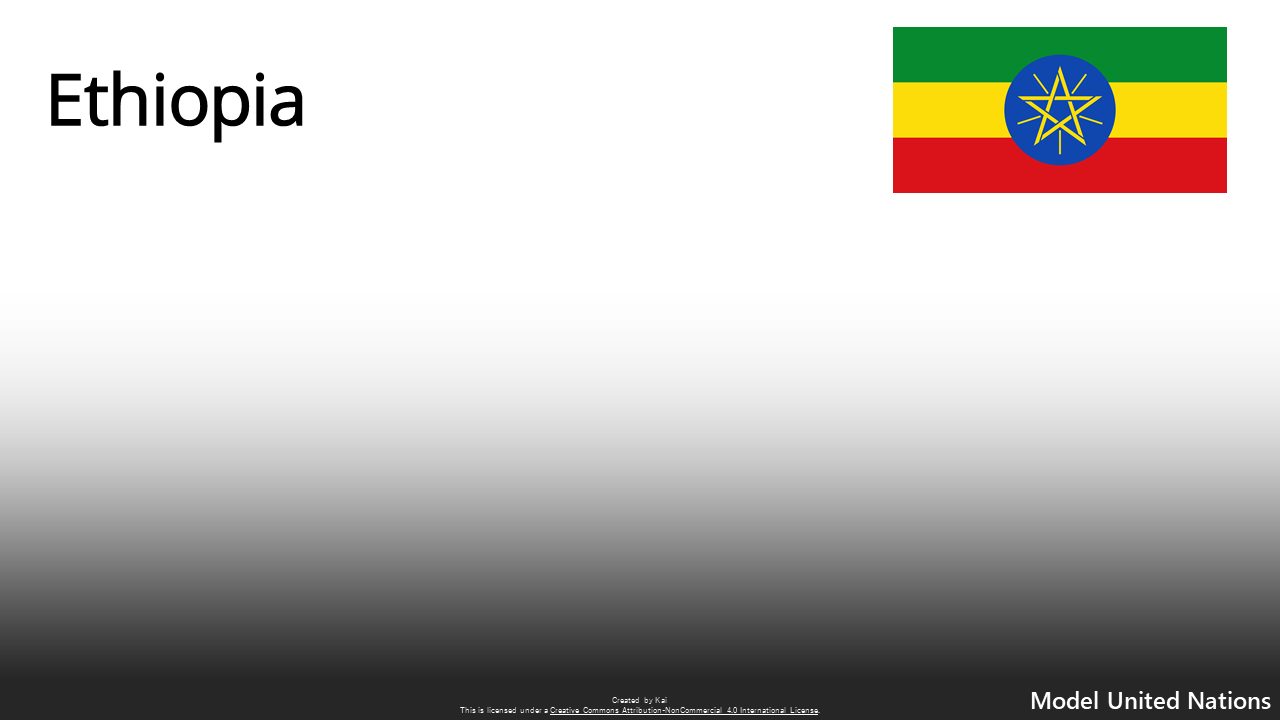 Ethiopia
Created by Kai
This is licensed under a Creative Commons Attribution-NonCommercial 4.0 International License.
Model United Nations